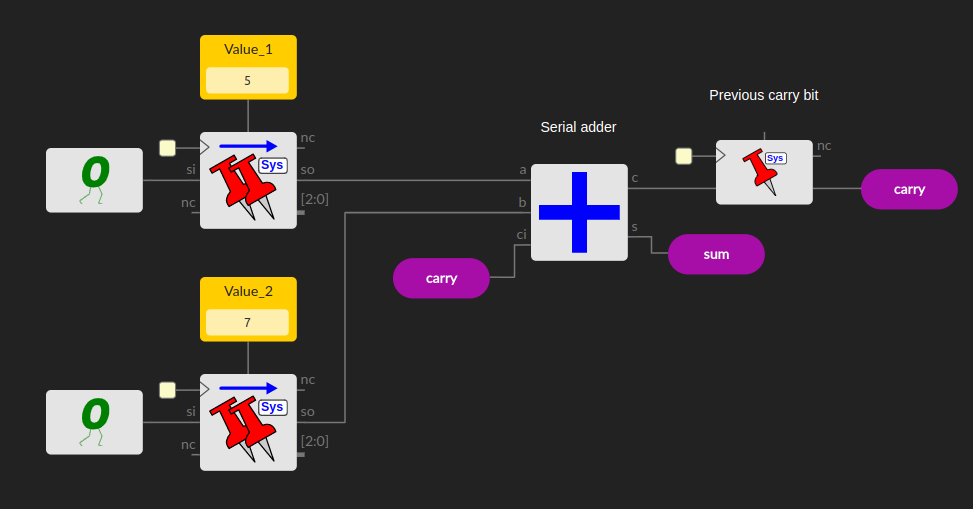 Value_1
5
nc
si
Sys
so
nc
[2:0]
0
Value_2
7
nc
si
Sys
so
nc
[2:0]
0
Serial adder
a
b
ci
c
s
carry
sum
Previous carry bit
Sys
nc
carry